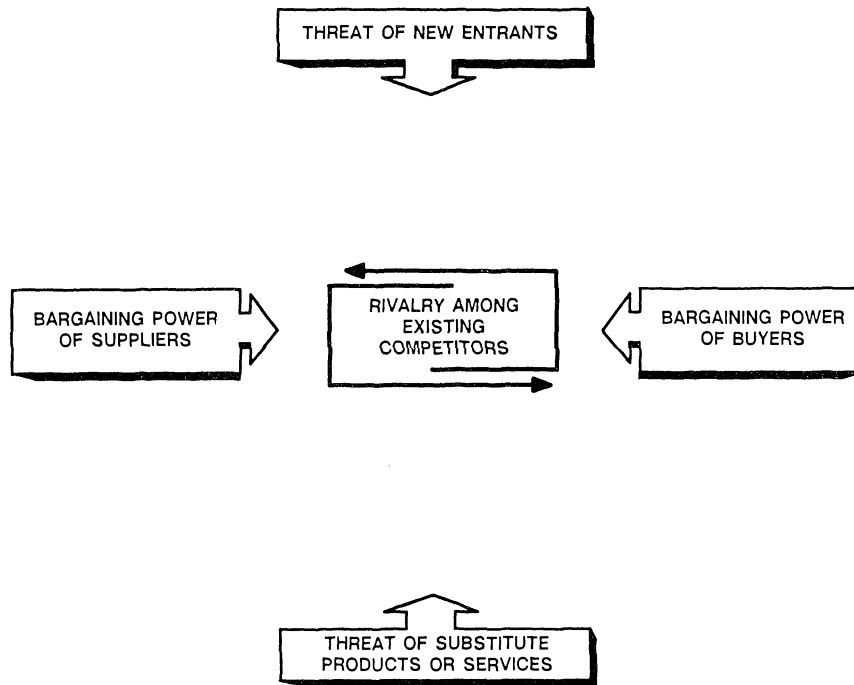 THREAT OF NEW ENTRANTS
BARGAINING POWER
OF SUPPLIERS
RIVALRY AMONG
EXISTING
COMPETITORS
BARGAINING POWER
OF BUYERS
THREAT OF SUBSTITUTE
PRODUCTS OR SERVICES